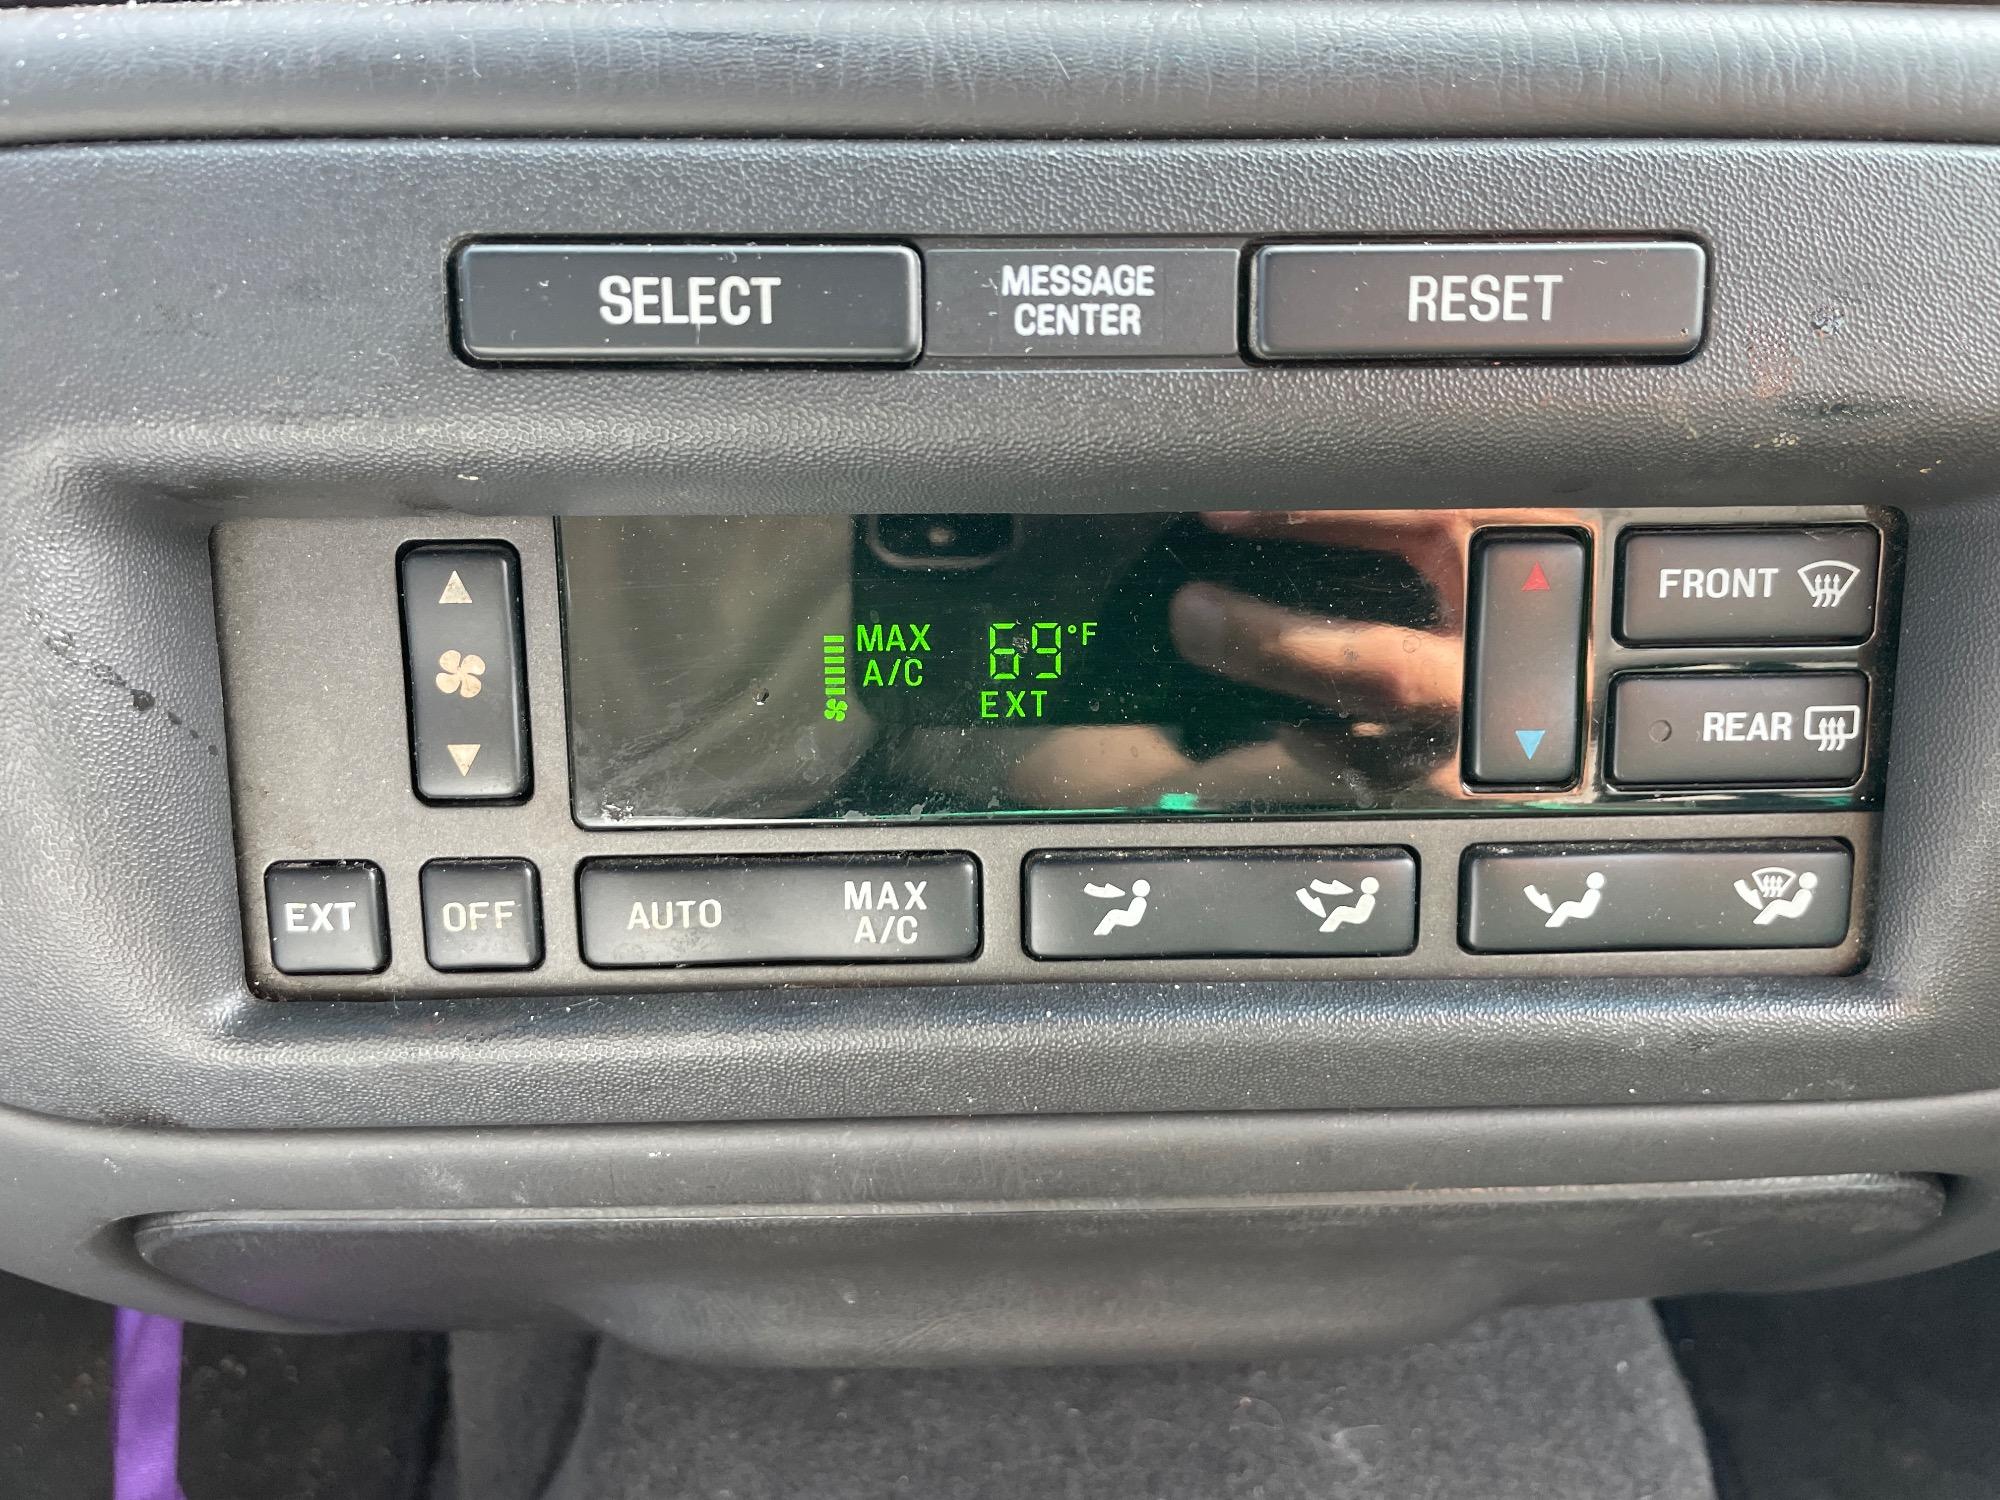 SELECT
MESSAGE
CENTER
RESET
MAX
A/C
69°F
EXT
FRONT
REAR
EXT
OFF
AUTO
MAX
A/C